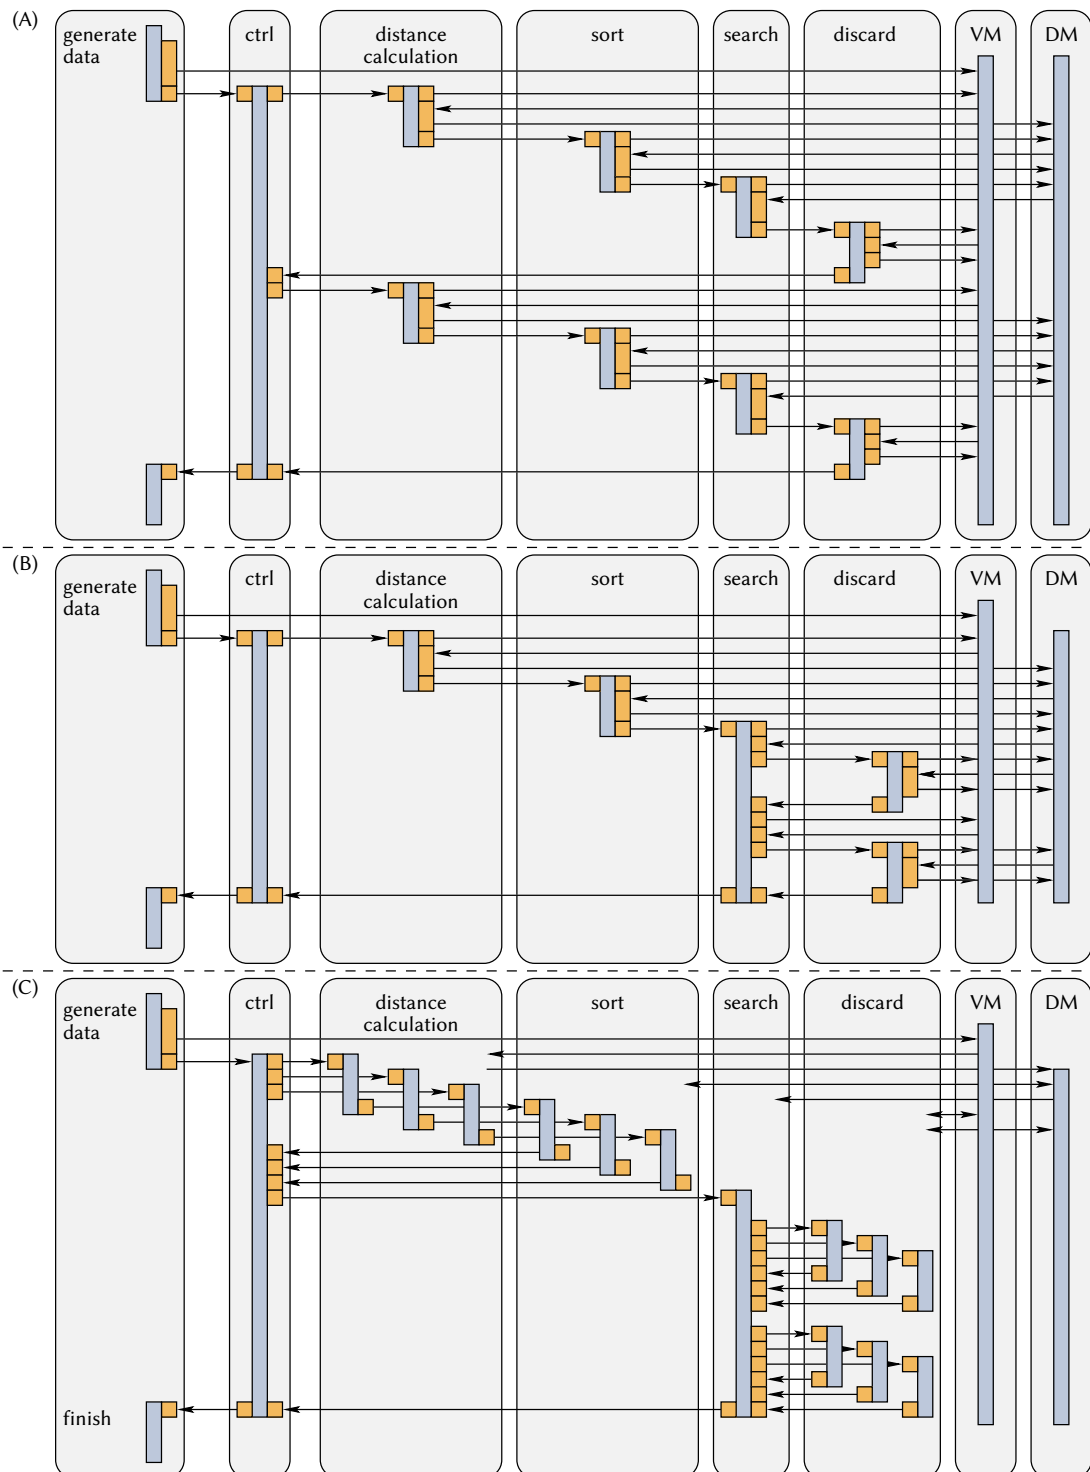 (A)
generate
data
ctrl
distance
calculation
sort
search
discard
VM
DM
(B)
generate
data
ctrl
distance
calculation
sort
search
discard
VM
DM
(C)
generate
data
ctrl
distance
calculation
sort
search
discard
VM
DM
finish